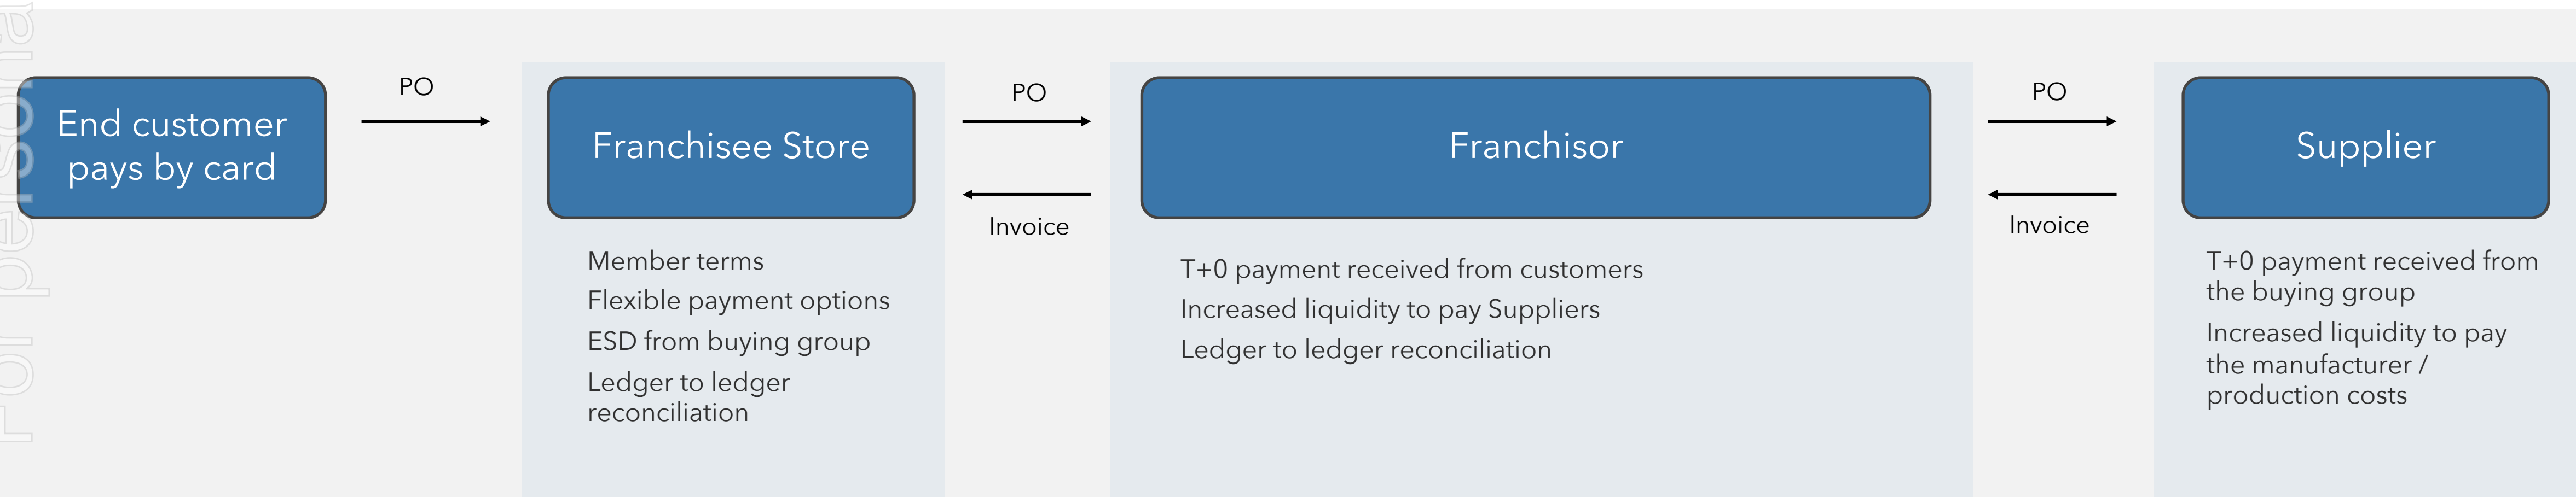 For personal
End customer
pays by card
PO
Franchisee Store
Member terms
Flexible payment options
ESD from buying group
Ledger to ledger
reconciliation
PO
Invoice
Franchisor
T+0 payment received from customers
Increased liquidity to pay Suppliers
Ledger to ledger reconciliation
PO
Invoice
Supplier
T+0 payment received from
the buying group
Increased liquidity to pay
the manufacturer /
production costs